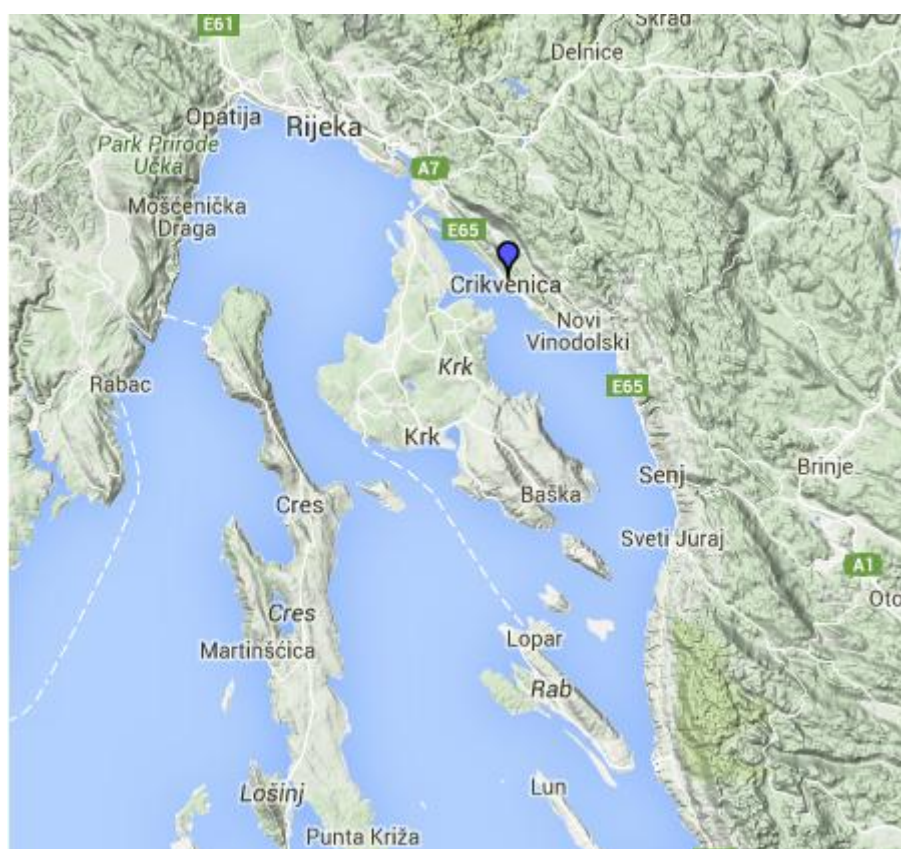 E61
Skrad
Delnice
Opatija
Rijeka
Park Prirode
Učka
A7
Mošćenička
Draga
E65
Crikvenica
Novi
Vinodolski
Krk
Rabac
E65
Krk
Senj
Brinje
Baška
Cres
Sveti Juraj
A1
Oto
Cres
Lopar
Martinšćica
Rab
Lošinj
Lun
Punta Križa